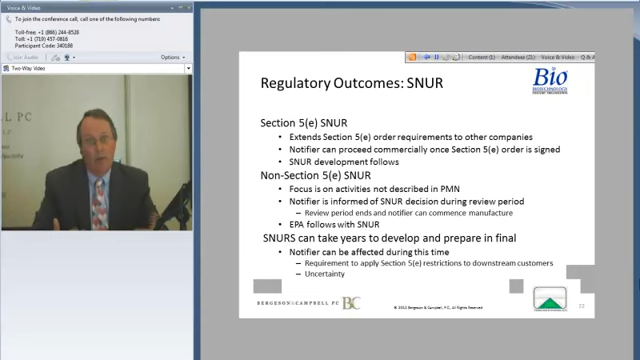 Voice & Video
To join the conference call, call one of the following numbers:
Toll-free: +1 (866) 244-8528
Toll: +1 (719) 457-0816
Participant Code: 340188
Join Audio
Options
Two-Way Video
LL PC
Content (1)
Attendees (21)
Voice & Video
Q & A
Regulatory Outcomes: SNUR
Bio
Section 5(e) SNUR
• Extends Section 5(e) order requirements to other companies
• Notifier can proceed commercially once Section 5(e) order is signed
• SNUR development follows
Non-Section 5(e) SNUR
• Focus is on activities not described in PMN
• Notifier is informed of SNUR decision during review period
– Review period ends and notifier can commence manufacture
• EPA follows with SNUR
SNURS can take years to develop and prepare in final
• Notifier can be affected during this time
– Requirement to apply Section 5(e) restrictions to downstream customers
– Uncertainty
BERGESON & CAMPBELL PC
BC
Bergeson & Campbell, P.C. All Rights Reserved